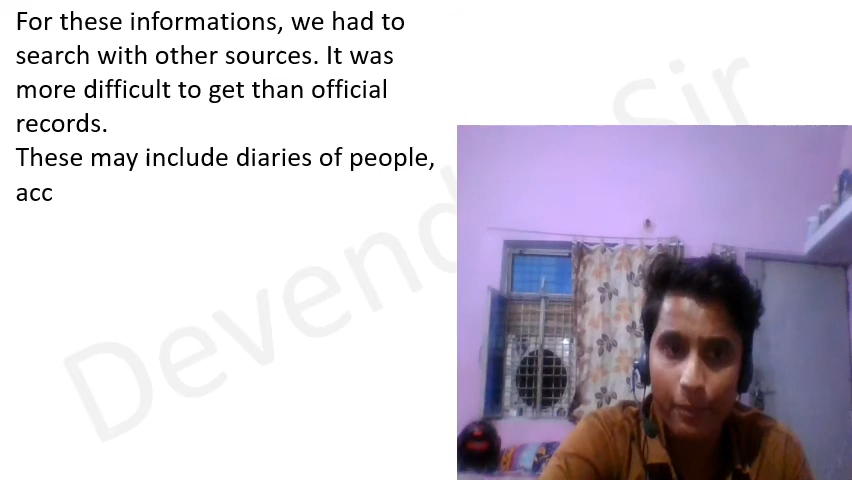 For these informations, we had to
search with other sources. It was
more difficult to get than official
records.
These may include diaries of people,
acc
Sir